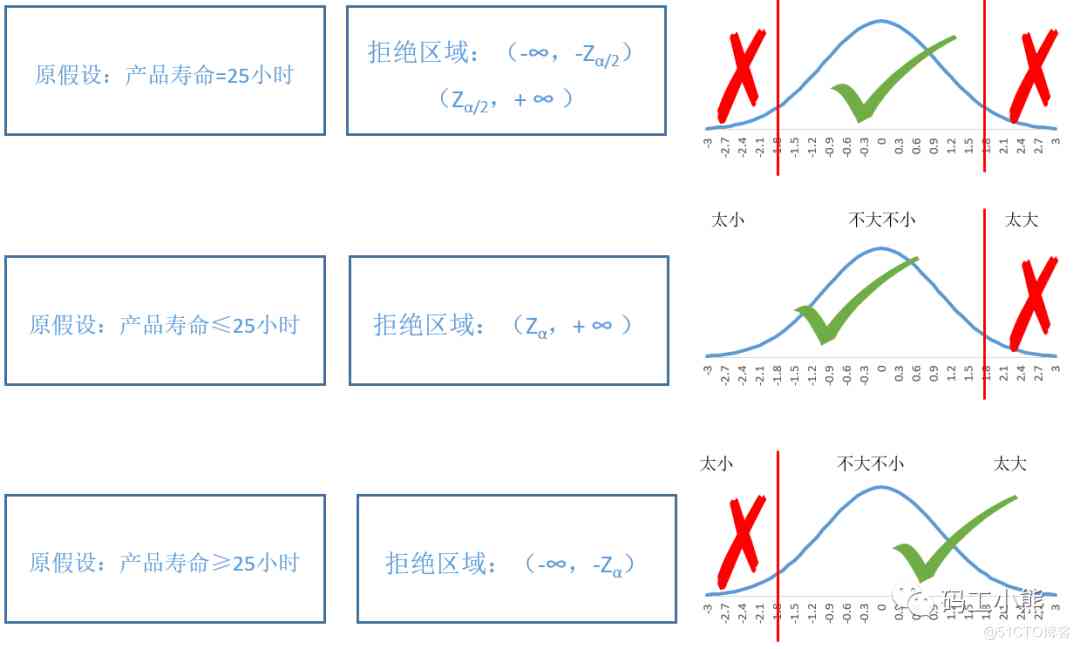 原假设：产品寿命=25小时
拒绝区域：（-∞，-Zα/2）
（Zα/2，+ ∞ ）
-3 -2.7 -2.4 -2.1 -1.8 -1.5 -1.2 -0.9 -0.6 -0.3 0 0.3 0.6 0.9 1.2 1.5 1.8 2.1 2.4 2.7 3
太小 不大不小 太大
原假设：产品寿命≤25小时
拒绝区域：（Zα，+ ∞ ）
-3 -2.7 -2.4 -2.1 -1.8 -1.5 -1.2 -0.9 -0.6 -0.3 0 0.3 0.6 0.9 1.2 1.5 1.8 2.1 2.4 2.7 3
太小 不大不小 太大
原假设：产品寿命≥25小时
拒绝区域：（-∞，-Zα）
-3 -2.7 -2.4 -2.1 -1.8 -1.5 -1.2 -0.9 -0.6 -0.3 0 0.3 0.6 0.9 1.2 1.5 1.8 2.1 2.4 2.7 3
码工小熊
@51CTO博客